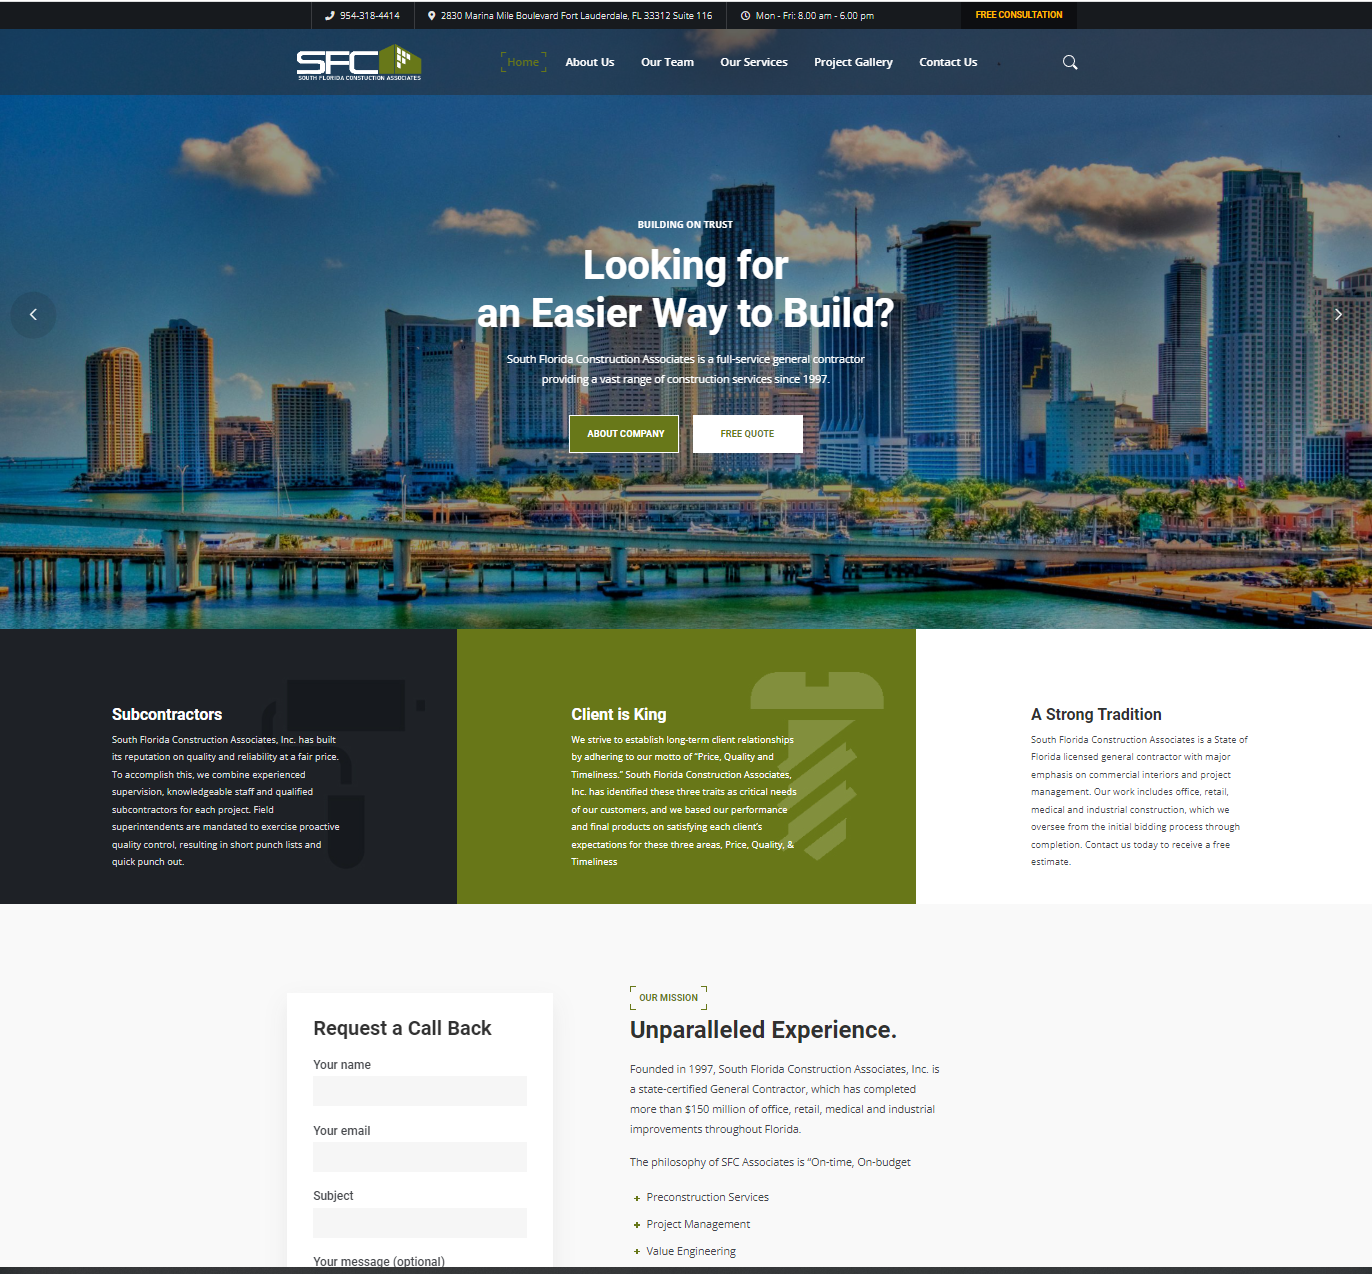 954-318-4414
2830 Marina Mile Boulevard Fort Lauderdale, FL 33312 Suite 116
Mon - Fri: 8.00 am - 6.00 pm
FREE CONSULTATION
SFC
SOUTH FLORIDA CONSTUCTION ASSOCIATES
Home
About Us
Our Team
Our Services
Project Gallery
Contact Us
BUILDING ON TRUST
Looking for
an Easier Way to Build?
South Florida Construction Associates is a full-service general contractor
providing a vast range of construction services since 1997.
ABOUT COMPANY
FREE QUOTE
Subcontractors
South Florida Construction Associates, Inc. has built
its reputation on quality and reliability at a fair price.
To accomplish this, we combine experienced
supervision, knowledgeable staff and qualified
subcontractors for each project. Field
superintendents are mandated to exercise proactive
quality control, resulting in short punch lists and
quick punch out.
Client is King
We strive to establish long-term client relationships
by adhering to our motto of “Price, Quality and
Timeliness.” South Florida Construction Associates,
Inc. has identified these three traits as critical needs
of our customers, and we based our performance
and final products on satisfying each client’s
expectations for these three areas, Price, Quality, &
Timeliness
A Strong Tradition
South Florida Construction Associates is a State of
Florida licensed general contractor with major
emphasis on commercial interiors and project
management. Our work includes office, retail,
medical and industrial construction, which we
oversee from the initial bidding process through
completion. Contact us today to receive a free
estimate.
Request a Call Back
Your name
Your email
Subject
Your message (optional)
OUR MISSION
Unparalleled Experience.
Founded in 1997, South Florida Construction Associates, Inc. is
a state-certified General Contractor, which has completed
more than $150 million of office, retail, medical and industrial
improvements throughout Florida.
The philosophy of SFC Associates is “On-time, On-budget
+ Preconstruction Services
+ Project Management
+ Value Engineering